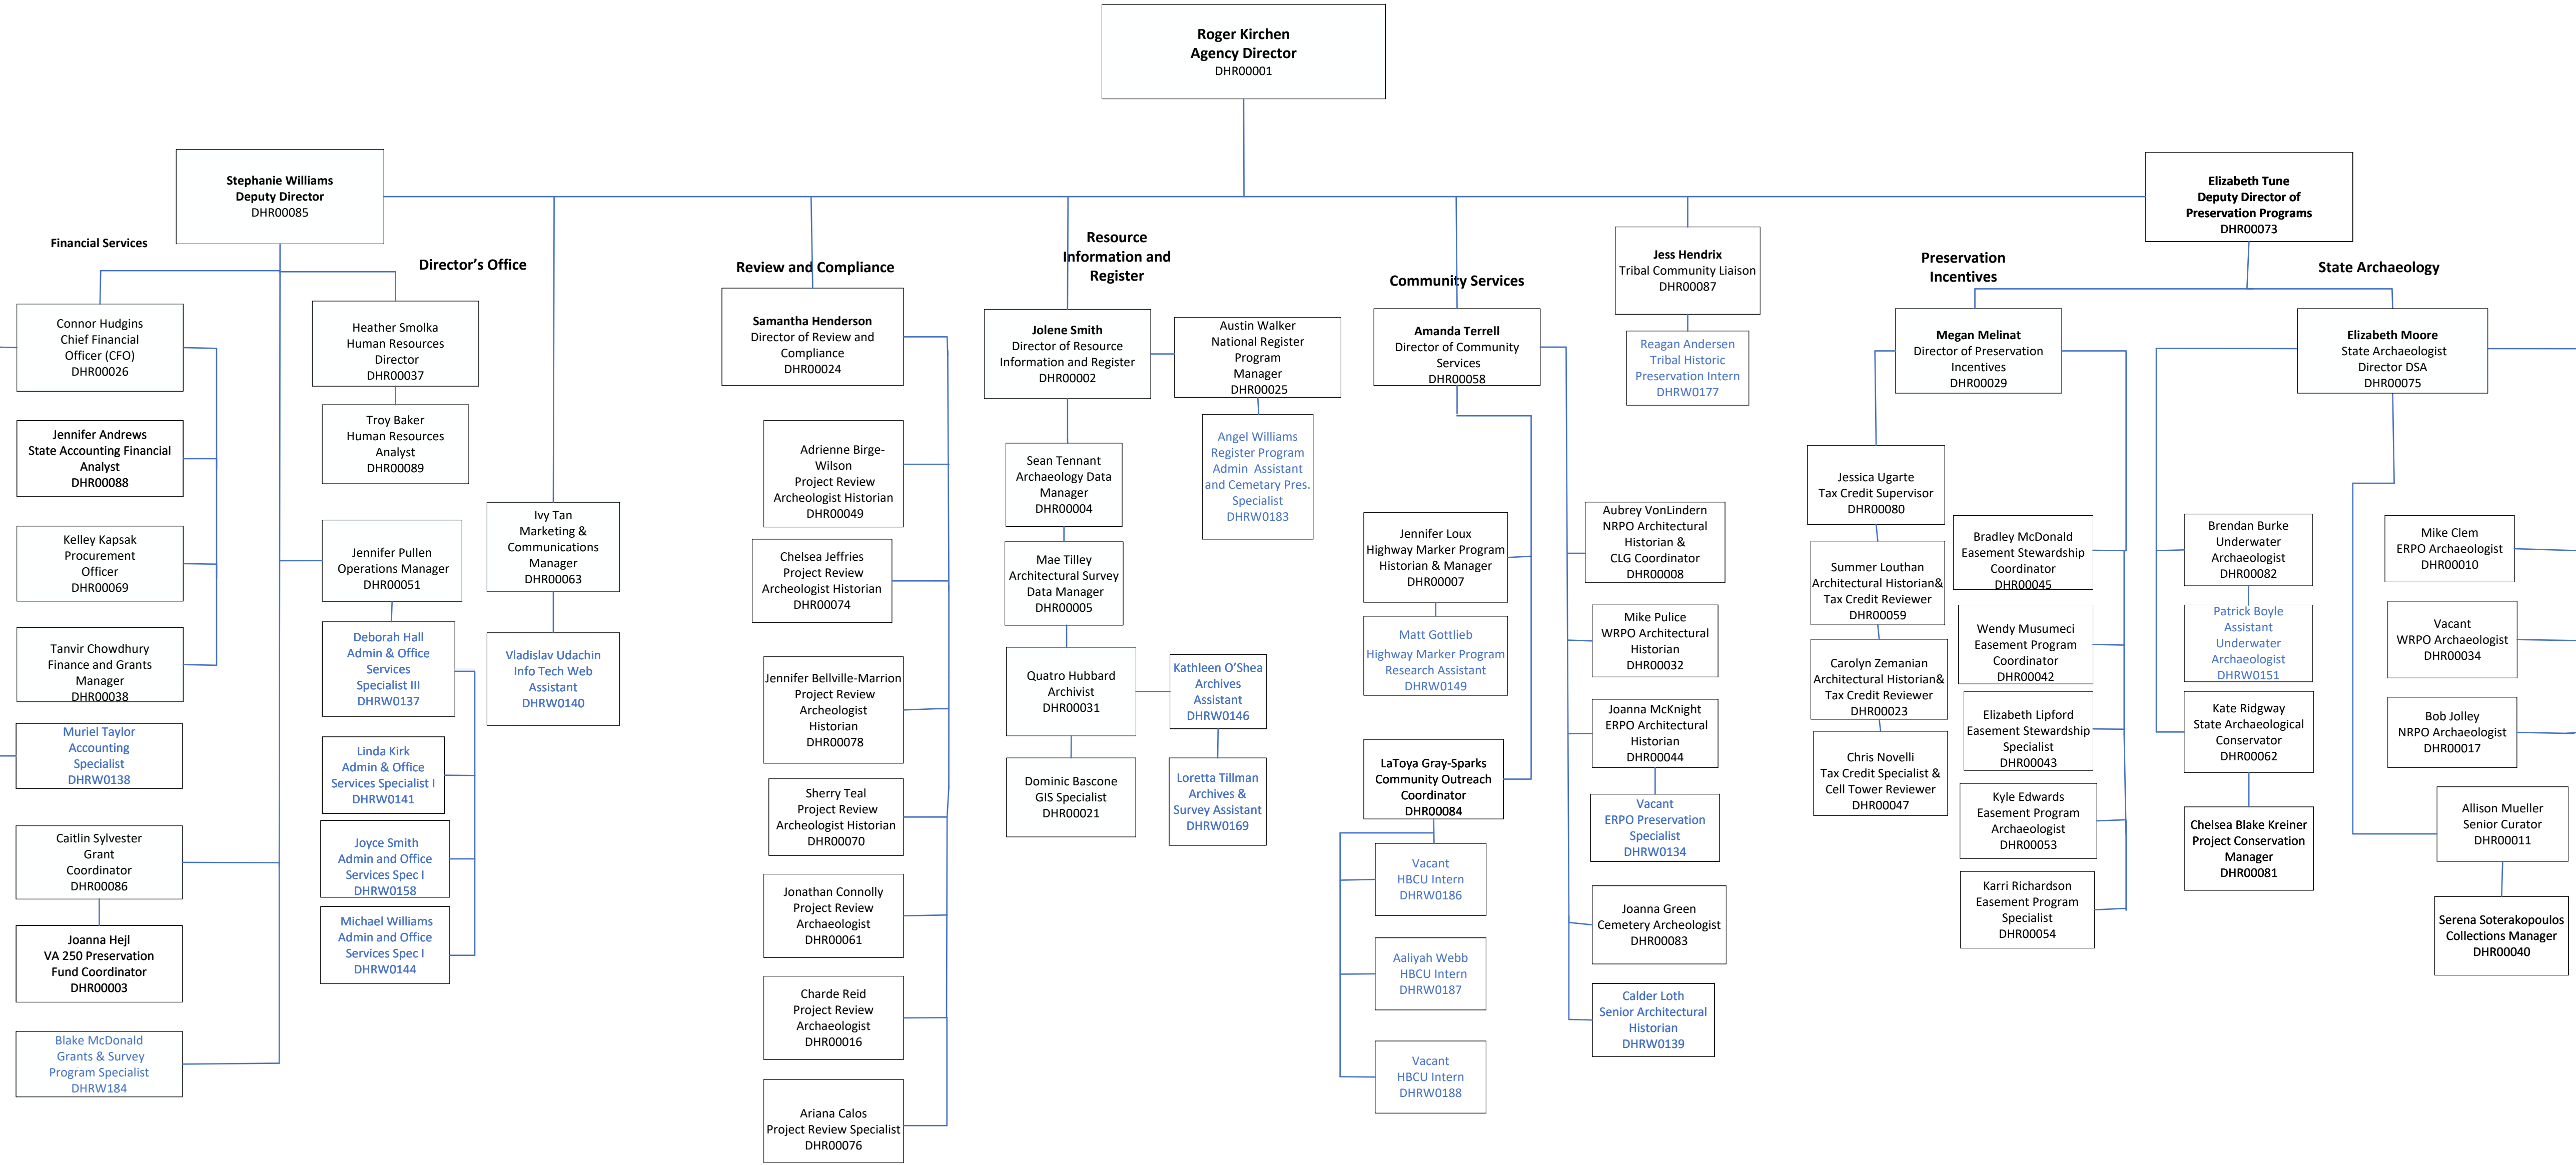 Roger Kirchen
Agency Director
DHR00001
Stephanie Williams
Deputy Director
DHR00085
Elizabeth Tune
Deputy Director of
Preservation Programs
DHR00073
Financial Services
Connor Hudgins
Chief Financial
Officer (CFO)
DHR00026
Jennifer Andrews
State Accounting Financial
Analyst
DHR00088
Kelley Kapsak
Procurement
Officer
DHR00069
Tanvir Chowdhury
Finance and Grants
Manager
DHR00038
Muriel Taylor
Accounting
Specialist
DHRW0138
Caitlin Sylvester
Grant
Coordinator
DHR00086
Joanna Hejl
VA 250 Preservation
Fund Coordinator
DHR00003
Blake McDonald
Grants & Survey
Program Specialist
DHRW184
Director’s Office
Heather Smolka
Human Resources
Director
DHR00037
Troy Baker
Human Resources
Analyst
DHR00089
Jennifer Pullen
Operations Manager
DHR00051
Deborah Hall
Admin & Office
Services
Specialist III
DHRW0137
Linda Kirk
Admin & Office
Services Specialist I
DHRW0141
Joyce Smith
Admin and Office
Services Spec I
DHRW0158
Michael Williams
Admin and Office
Services Spec I
DHRW0144
Ivy Tan
Marketing &
Communications
Manager
DHR00063
Vladislav Udachin
Info Tech Web
Assistant
DHRW0140
Review and Compliance
Samantha Henderson
Director of Review and
Compliance
DHR00024
Adrienne Birge-
Wilson
Project Review
Archeologist Historian
DHR00049
Chelsea Jeffries
Project Review
Archeologist Historian
DHR00074
Jennifer Bellville-Marrion
Project Review
Archeologist
Historian
DHR00078
Sherry Teal
Project Review
Archeologist Historian
DHR00070
Jonathan Connolly
Project Review
Archaeologist
DHR00061
Charde Reid
Project Review
Archaeologist
DHR00016
Ariana Calos
Project Review Specialist
DHR00076
Resource
Information and
Register
Jolene Smith
Director of Resource
Information and Register
DHR00002
Austin Walker
National Register
Program
Manager
DHR00025
Angel Williams
Register Program
Admin Assistant
and Cemetary Pres.
Specialist
DHRW0183
Sean Tennant
Archaeology Data
Manager
DHR00004
Mae Tilley
Architectural Survey
Data Manager
DHR00005
Quatro Hubbard
Archivist
DHR00031
Kathleen O’Shea
Archives
Assistant
DHRW0146
Dominic Bascone
GIS Specialist
DHR00021
Loretta Tillman
Archives &
Survey Assistant
DHRW0169
Community Services
Amanda Terrell
Director of Community
Services
DHR00058
Jennifer Loux
Highway Marker Program
Historian & Manager
DHR00007
Matt Gottlieb
Highway Marker Program
Research Assistant
DHRW0149
LaToya Gray-Sparks
Community Outreach
Coordinator
DHR00084
Vacant
HBCU Intern
DHRW0186
Aaliyah Webb
HBCU Intern
DHRW0187
Vacant
HBCU Intern
DHRW0188
Aubrey VonLindern
NRPO Architectural
Historian &
CLG Coordinator
DHR00008
Mike Pulice
WRPO Architectural
Historian
DHR00032
Joanna McKnight
ERPO Architectural
Historian
DHR00044
Vacant
ERPO Preservation
Specialist
DHRW0134
Joanna Green
Cemetery Archeologist
DHR00083
Calder Loth
Senior Architectural
Historian
DHRW0139
Jess Hendrix
Tribal Community Liaison
DHR00087
Reagan Andersen
Tribal Historic
Preservation Intern
DHRW0177
Preservation
Incentives
Megan Melinat
Director of Preservation
Incentives
DHR00029
Jessica Ugarte
Tax Credit Supervisor
DHR00080
Summer Louthan
Architectural Historian&
Tax Credit Reviewer
DHR00059
Carolyn Zemanian
Architectural Historian&
Tax Credit Reviewer
DHR00023
Chris Novelli
Tax Credit Specialist &
Cell Tower Reviewer
DHR00047
Bradley McDonald
Easement Stewardship
Coordinator
DHR00045
Wendy Musumeci
Easement Program
Coordinator
DHR00042
Elizabeth Lipford
Easement Stewardship
Specialist
DHR00043
Kyle Edwards
Easement Program
Archaeologist
DHR00053
Karri Richardson
Easement Program
Specialist
DHR00054
State Archaeology
Elizabeth Moore
State Archaeologist
Director DSA
DHR00075
Brendan Burke
Underwater
Archaeologist
DHR00082
Patrick Boyle
Assistant
Underwater
Archaeologist
DHRW0151
Kate Ridgway
State Archaeological
Conservator
DHR00062
Chelsea Blake Kreiner
Project Conservation
Manager
DHR00081
Mike Clem
ERPO Archaeologist
DHR00010
Vacant
WRPO Archaeologist
DHR00034
Bob Jolley
NRPO Archaeologist
DHR00017
Allison Mueller
Senior Curator
DHR00011
Serena Soterakopoulos
Collections Manager
DHR00040